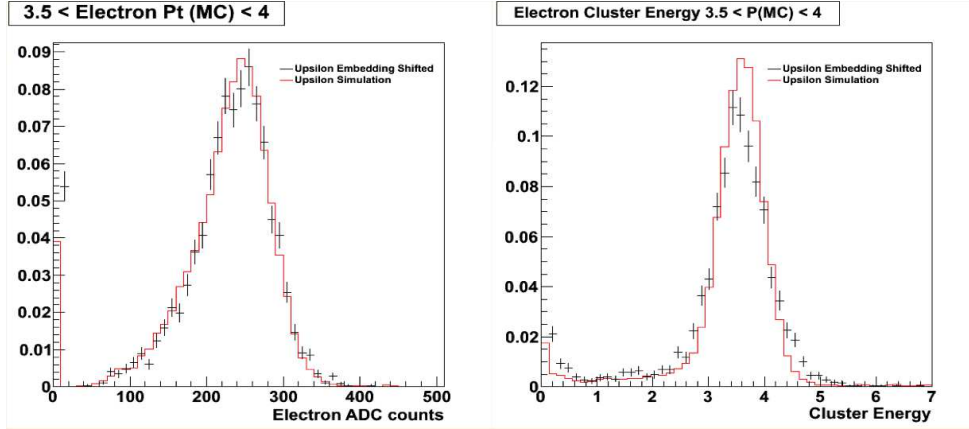 3.5 < Electron Pt (MC) < 4
0.09
0.08
0.07
0.06
0.05
0.04
0.03
0.02
0.01
0
0 100 200 300 400 500
Electron ADC counts
Upsilon Embedding Shifted
Upsilon Simulation
Electron Cluster Energy 3.5 < P(MC) < 4
0.12
0.1
0.08
0.06
0.04
0.02
0
0 1 2 3 4 5 6 7
Cluster Energy
Upsilon Embedding Shifted
Upsilon Simulation